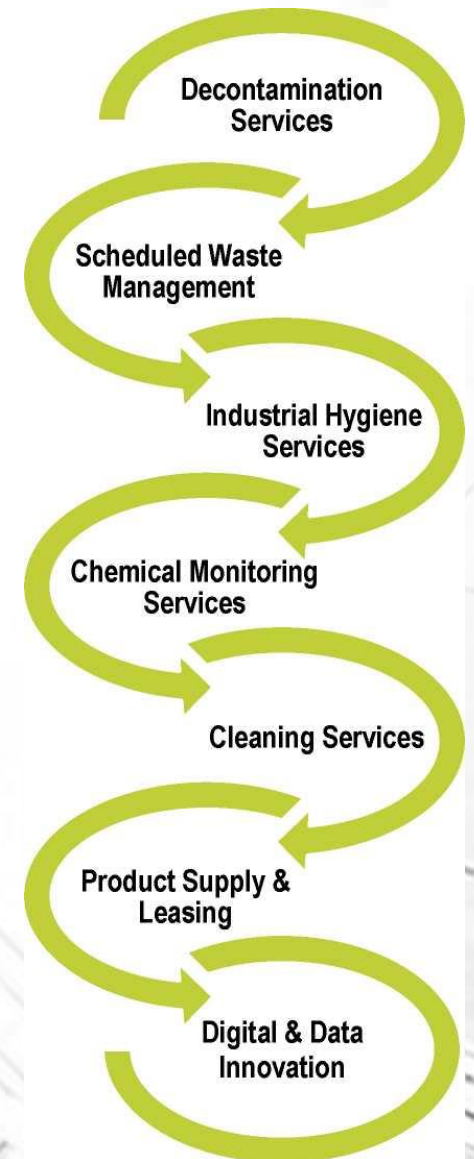 Decontamination
Services
Scheduled Waste
Management
Industrial Hygiene
Services
Chemical Monitoring
Services
Cleaning Services
Product Supply &
Leasing
Digital & Data
Innovation